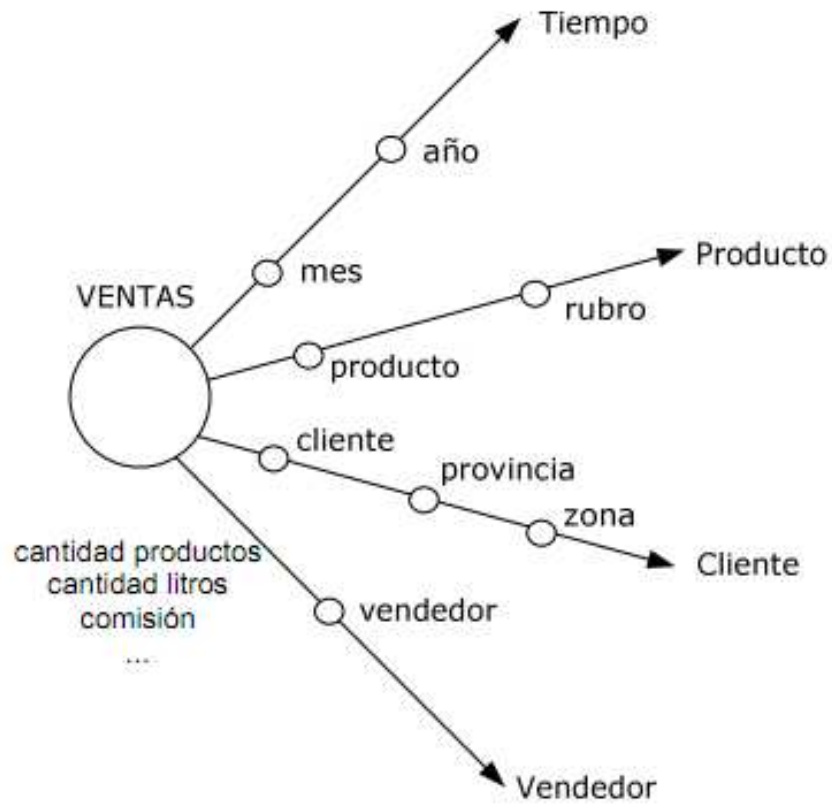 Tiempo
año
mes
Producto
rubro
VENTAS
producto
cliente
provincia
zona
Cliente
cantidad productos
cantidad litros
comisión
...
vendedor
Vendedor